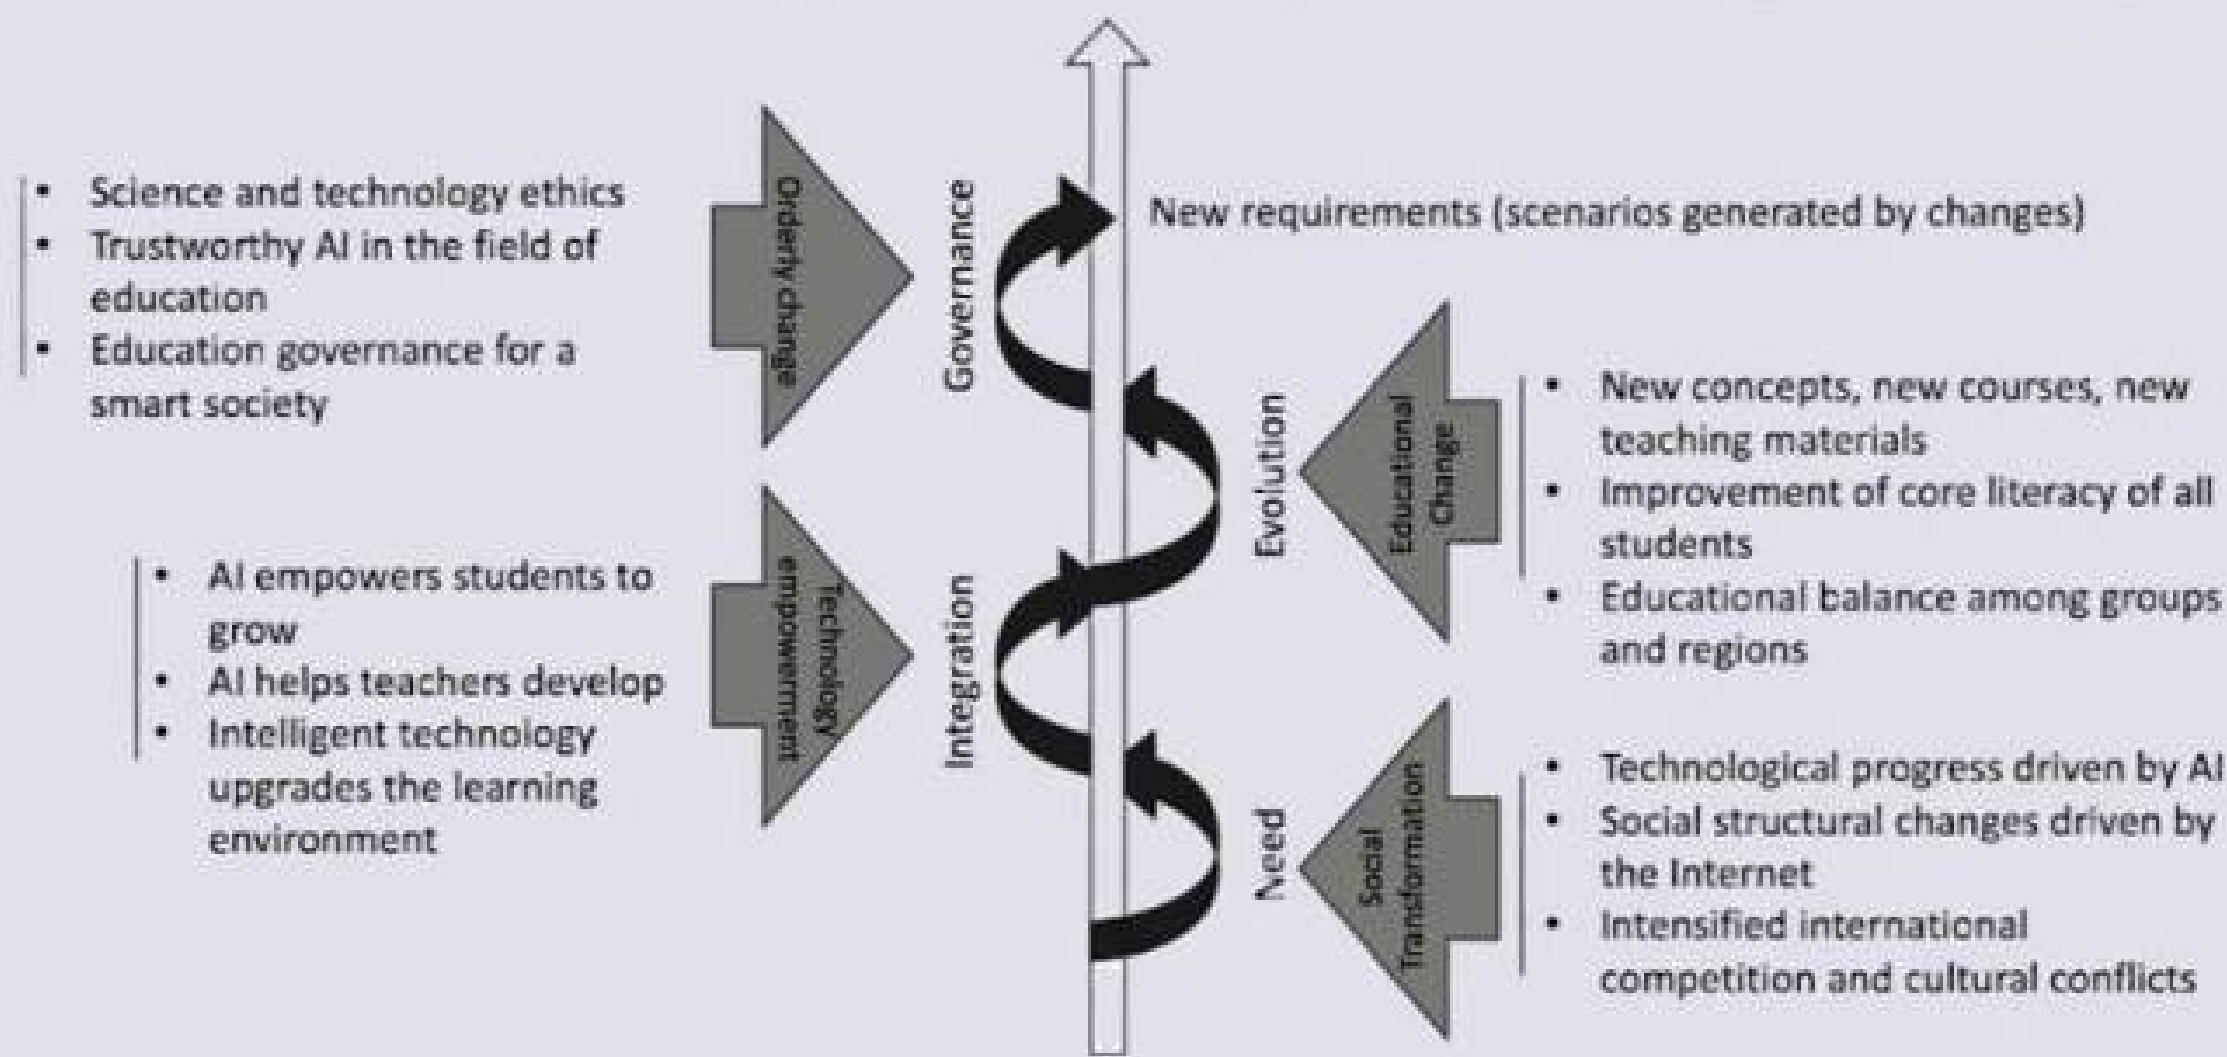 Science and technology ethics
Trustworthy AI in the field of
education
Education governance for a
smart society
Orderly change
Governance
New requirements (scenarios generated by changes)
Evolution
Educational
Change
New concepts, new courses, new
teaching materials
Improvement of core literacy of all
students
Educational balance among groups
and regions
AI empowers students to
grow
AI helps teachers develop
Intelligent technology
upgrades the learning
environment
Technology
empowerment
Integration
Need
Social
Transformation
Technological progress driven by AI
Social structural changes driven by
the Internet
Intensified international
competition and cultural conflicts